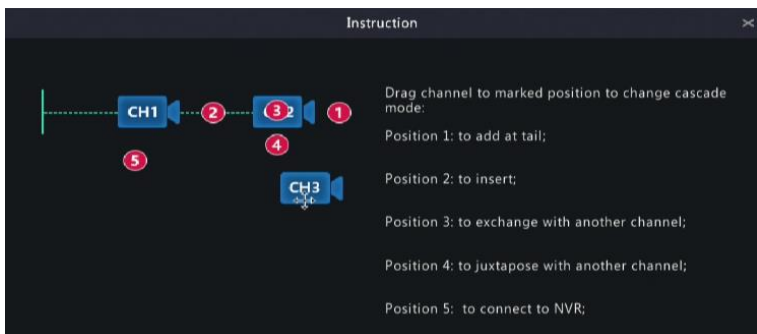 Instruction
CH1
2
3
2
1
4
5
CH3
Drag channel to marked position to change cascade
mode:
Position 1: to add at tail;
Position 2: to insert;
Position 3: to exchange with another channel;
Position 4: to juxtapose with another channel;
Position 5:  to connect to NVR;